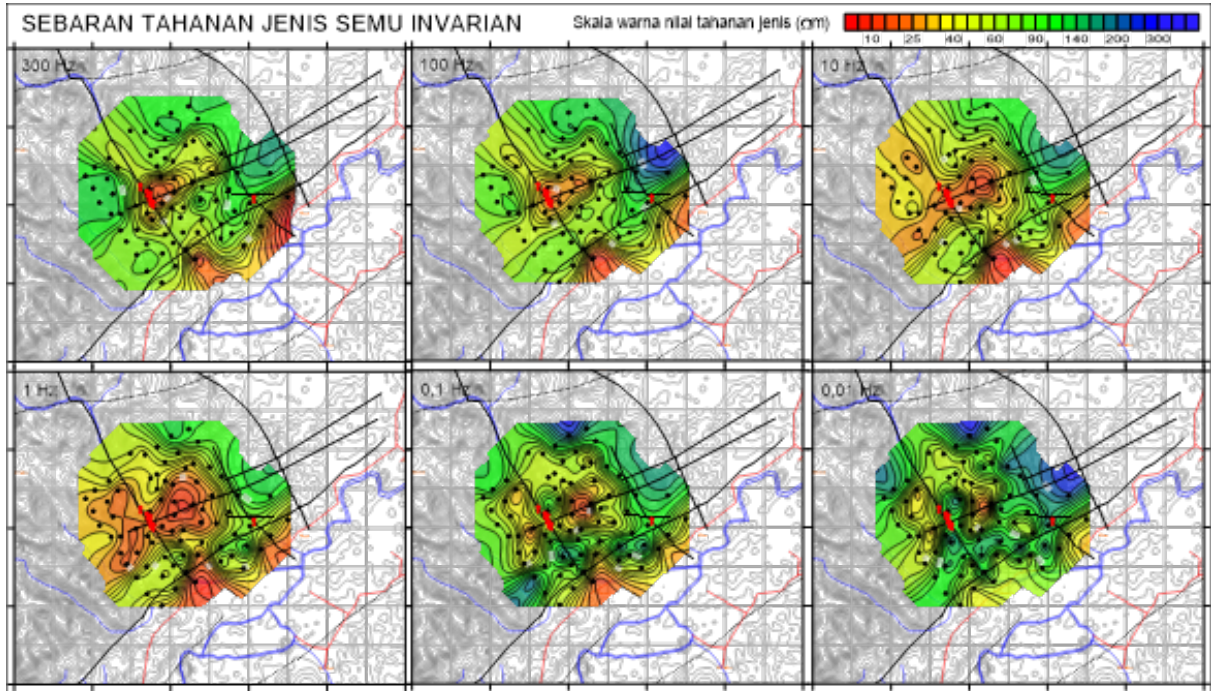 SEBARAN TAHANAN JENIS SEMU INVARIAN
Skala warna nilai tahanan jenis (Ωm)
10 25 40 60 90 140 200 300
300 Hz
100 Hz
10 Hz
1 Hz
0,1 Hz
0,01 Hz